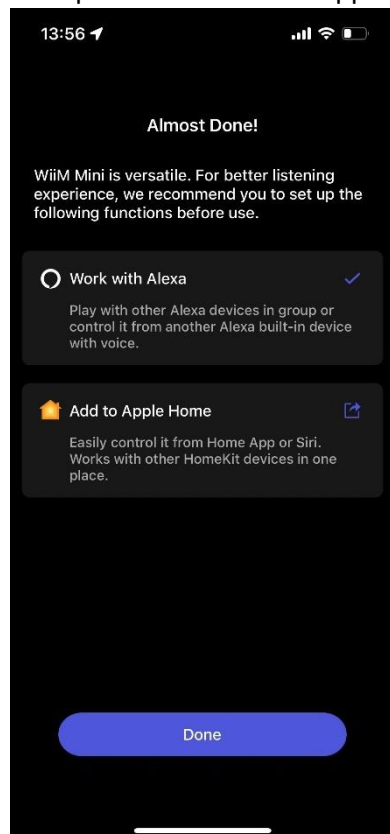 13:56
Almost Done!
WiiM Mini is versatile. For better listening
experience, we recommend you to set up the
following functions before use.
Work with Alexa
Play with other Alexa devices in group or
control it from another Alexa built-in device
with voice.
Add to Apple Home
Easily control it from Home App or Siri.
Works with other HomeKit devices in one
place.
Done